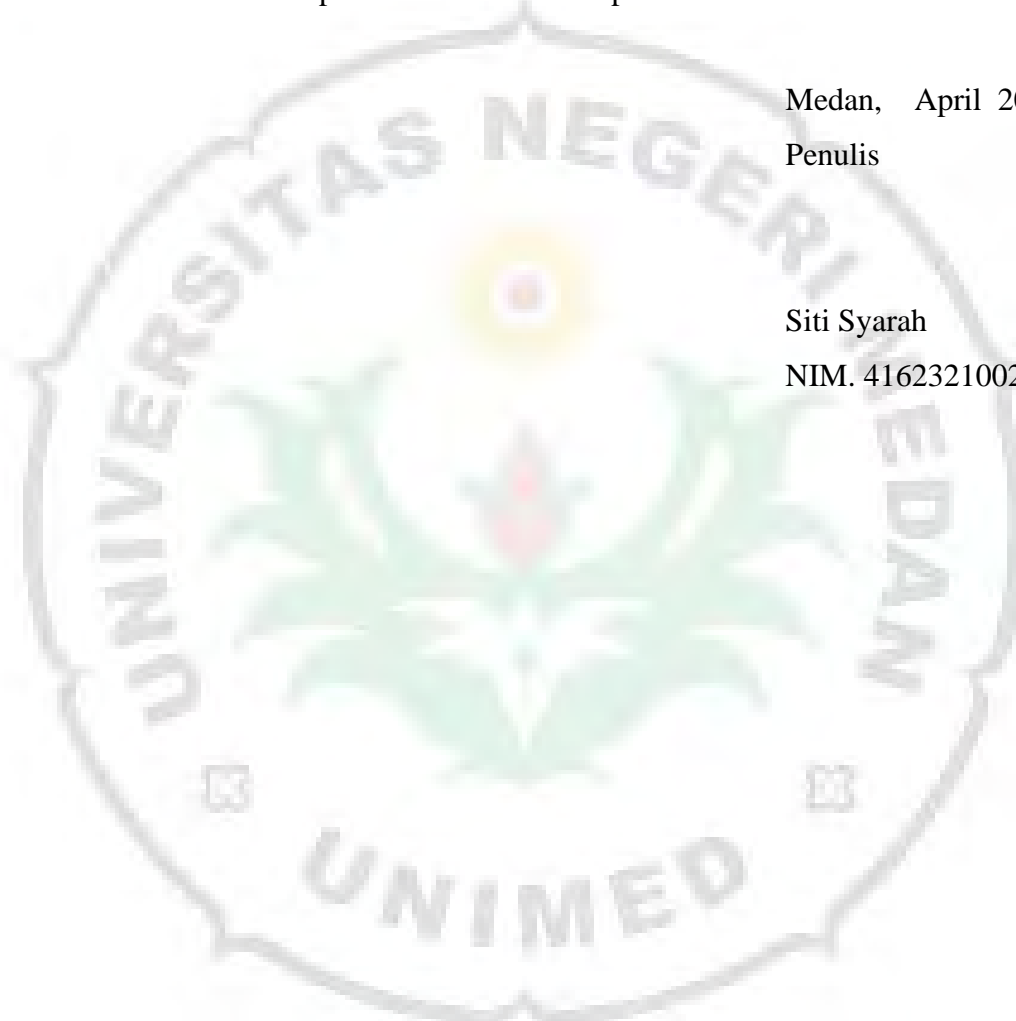 Medan, April 20
Penulis
Siti Syarah
NIM. 4162321002
UNIVERSITAS NEGERI MEDAN
UNIMED